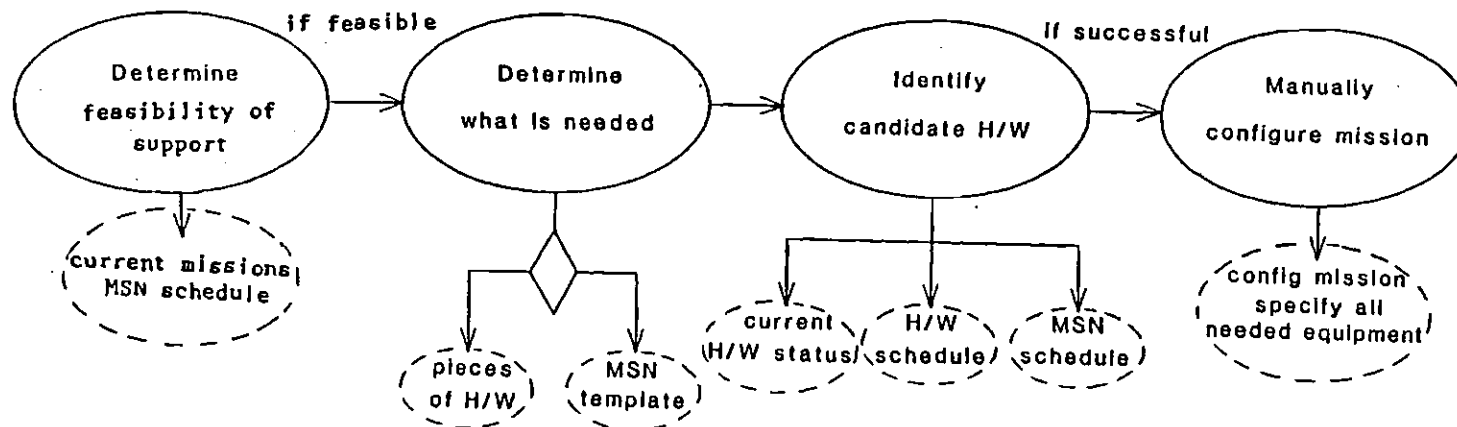 if feasible
If successful
Determine
feasibility of
support
Determine
what is needed
Identify
candidate H/W
Manually
configure mission
current missions
MSN schedule
pieces
of H/W
MSN
template
current
H/W status
H/W
schedule
MSN
schedule
config mission
specify all
needed equipment